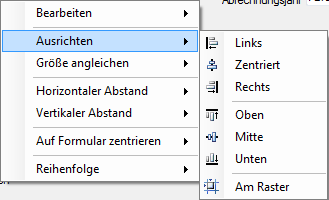 Abrechnungsjahr
Bearbeiten
Ausrichten
Größe angleichen
Horizontaler Abstand
Vertikaler Abstand
Auf Formular zentrieren
Reihenfolge
Links
Zentriert
Rechts
Oben
Mitte
Unten
Am Raster